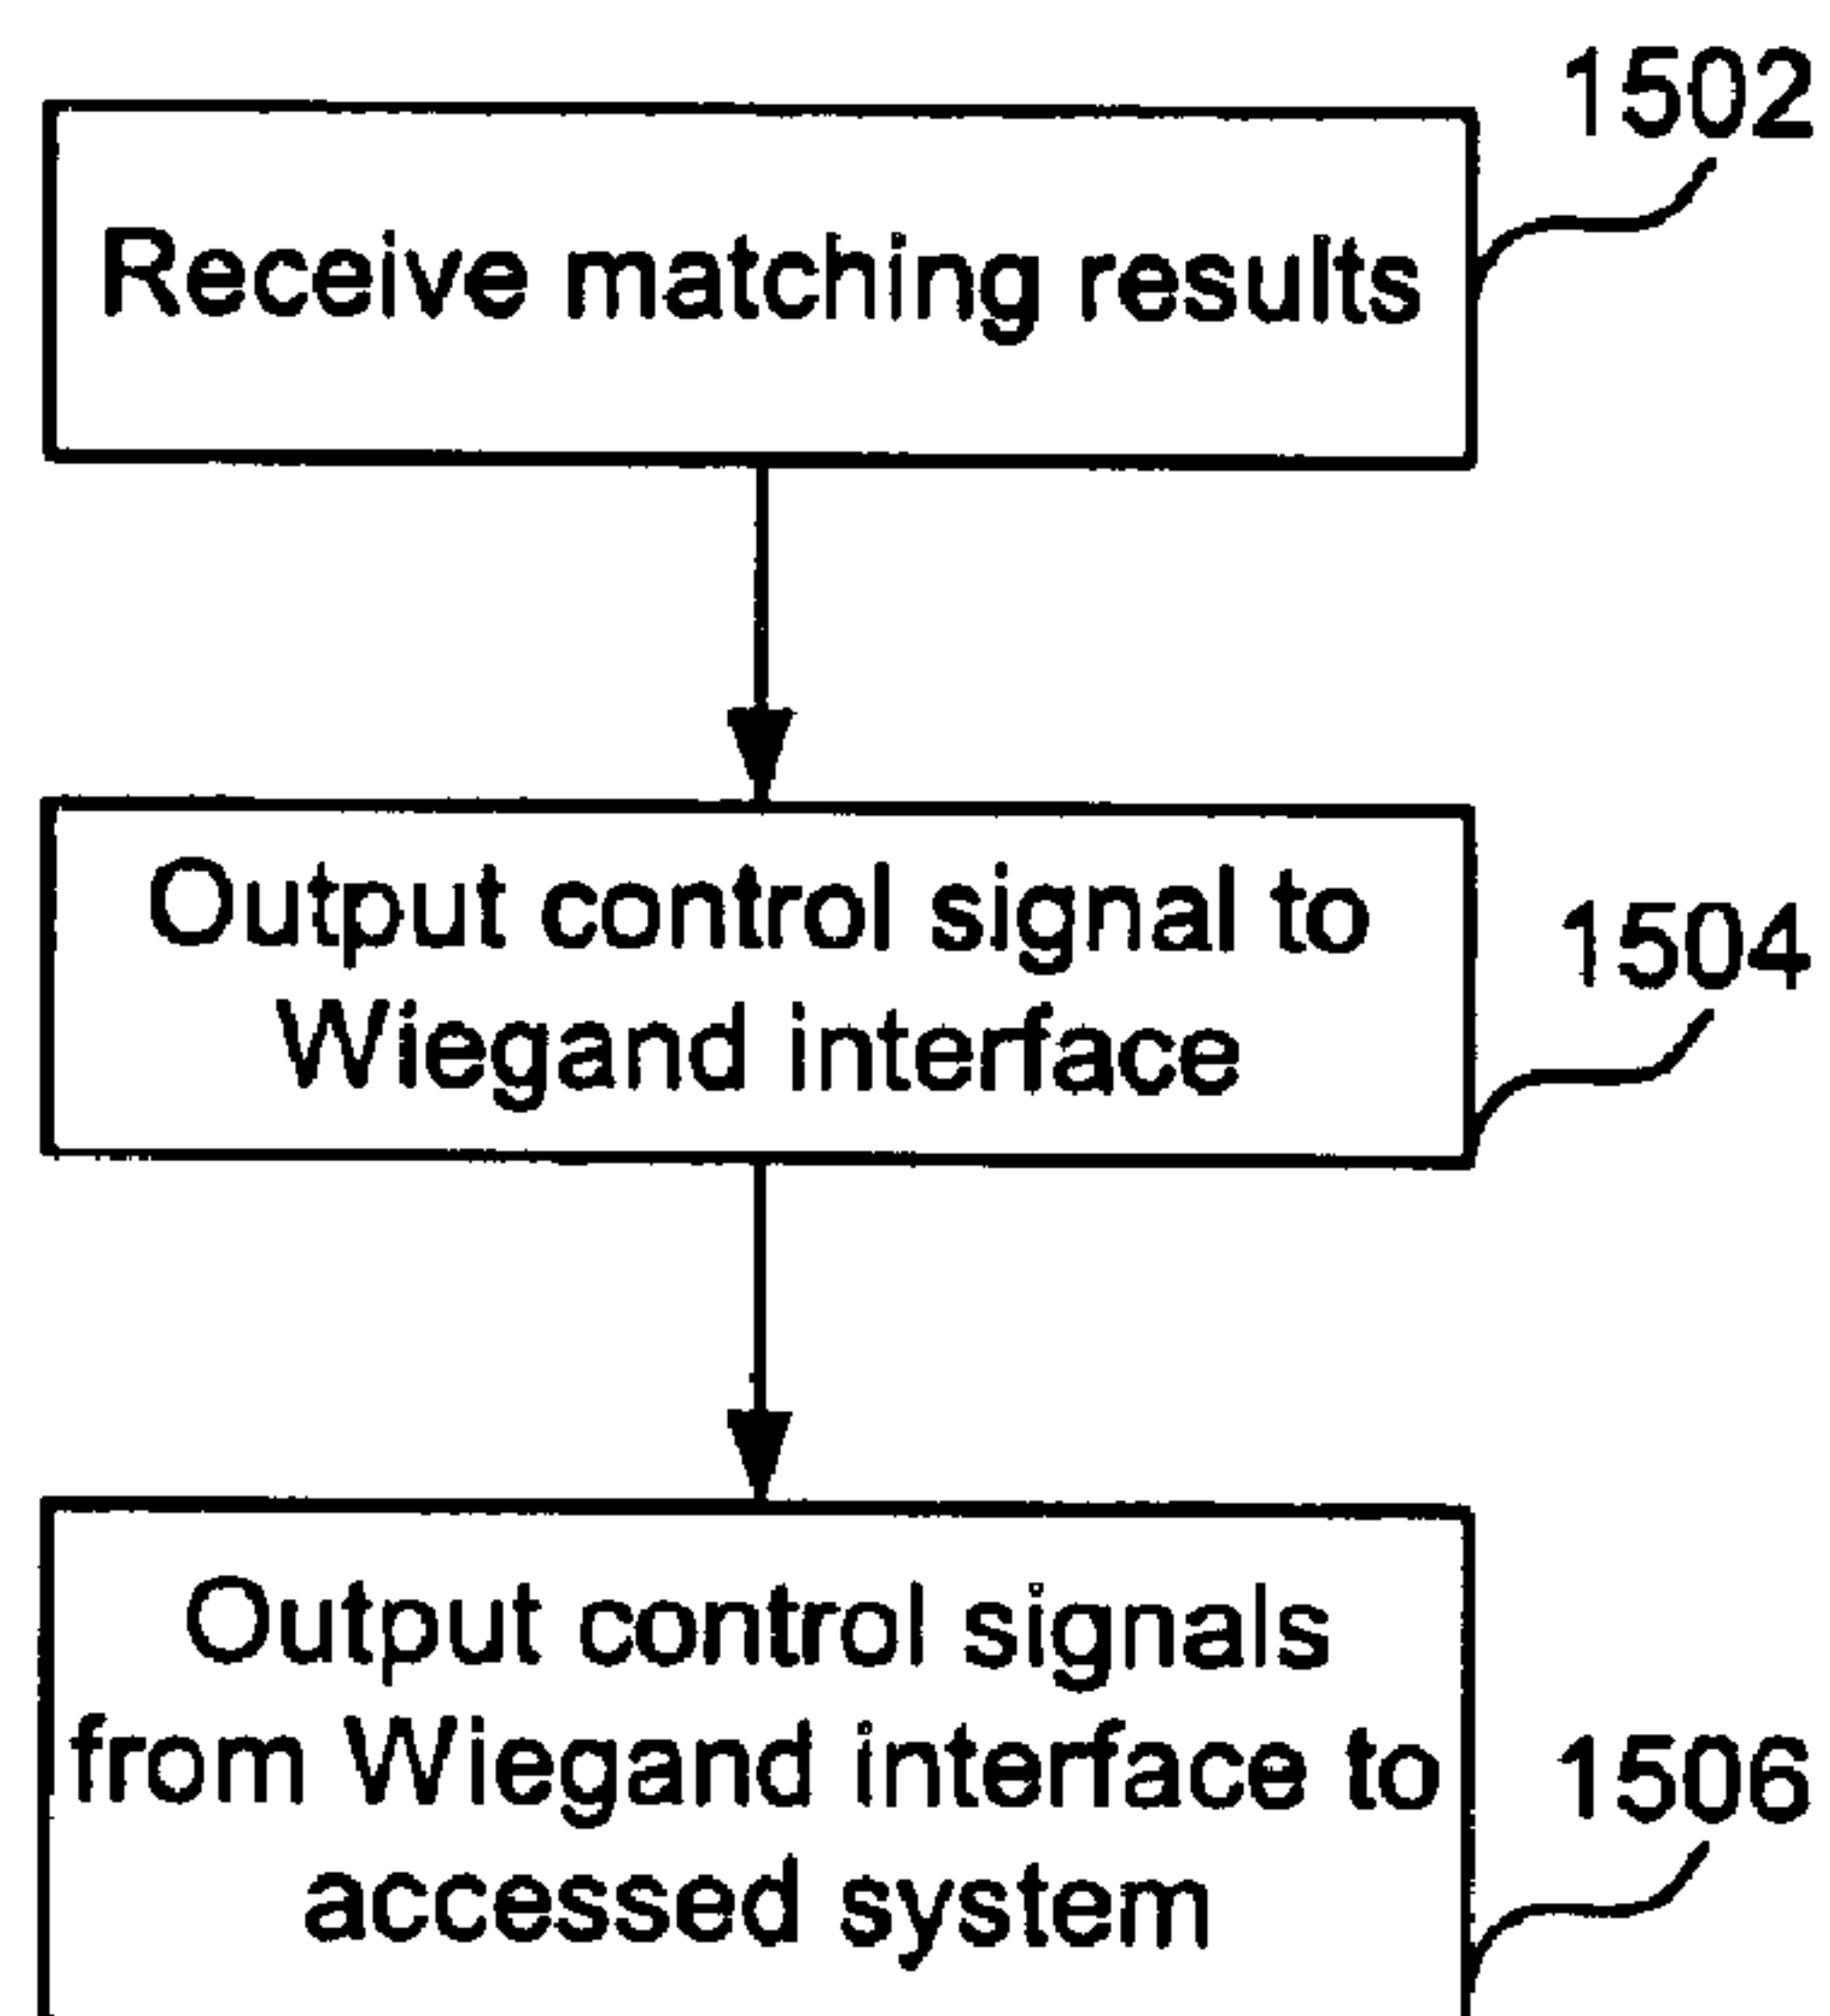 1502
Receive matching results
Output control signal to
Wiegand interface
1504
Output control signals
from Wiegand interface to
accessed system
1506